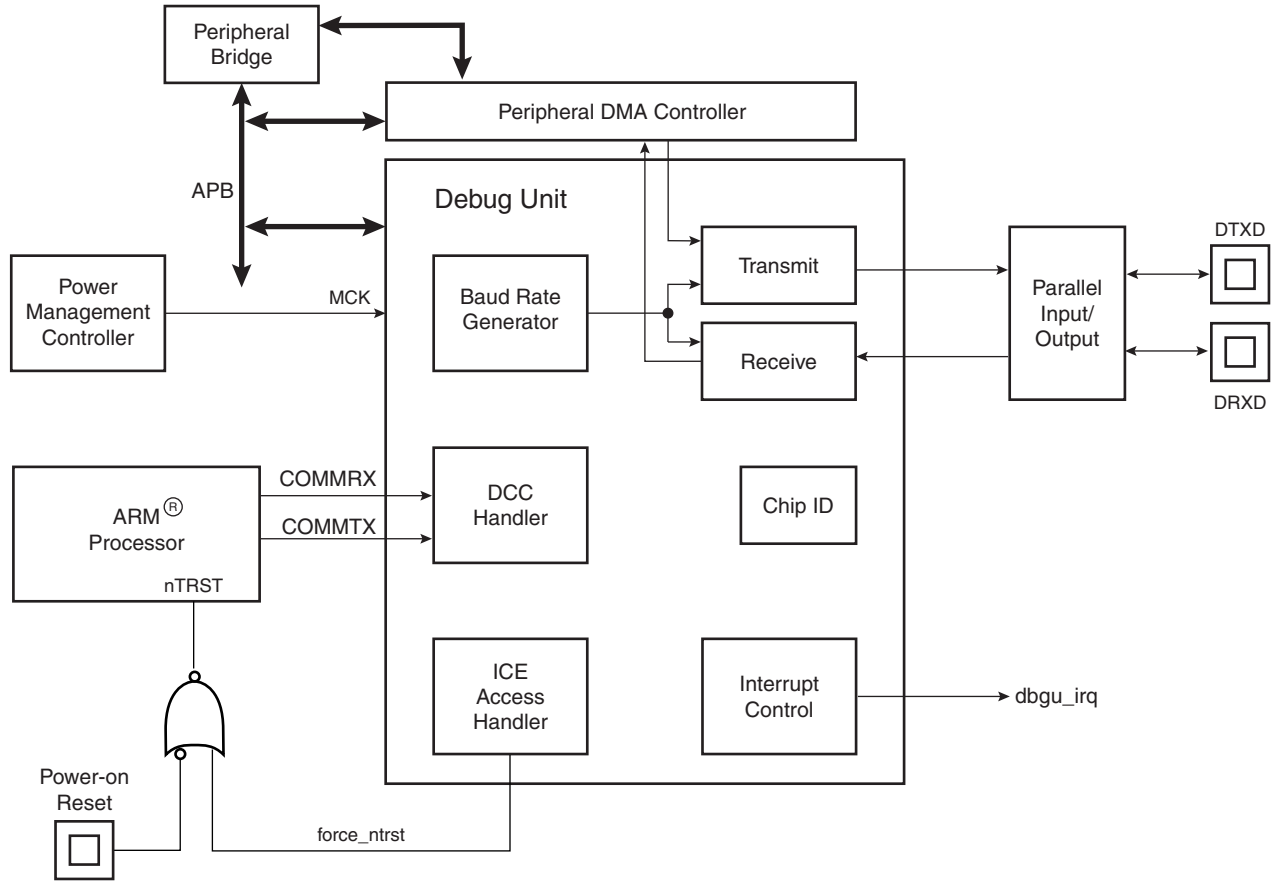 Peripheral
Bridge
Peripheral DMA Controller
APB
Debug Unit
Power
Management
Controller
MCK
Baud Rate
Generator
Transmit
Receive
Parallel
Input/
Output
DTXD
DRXD
ARM®
Processor
nTRST
COMMRX
COMMTX
DCC
Handler
Chip ID
ICE
Access
Handler
Interrupt
Control
dbgu_irq
Power-on
Reset
force_ntrst